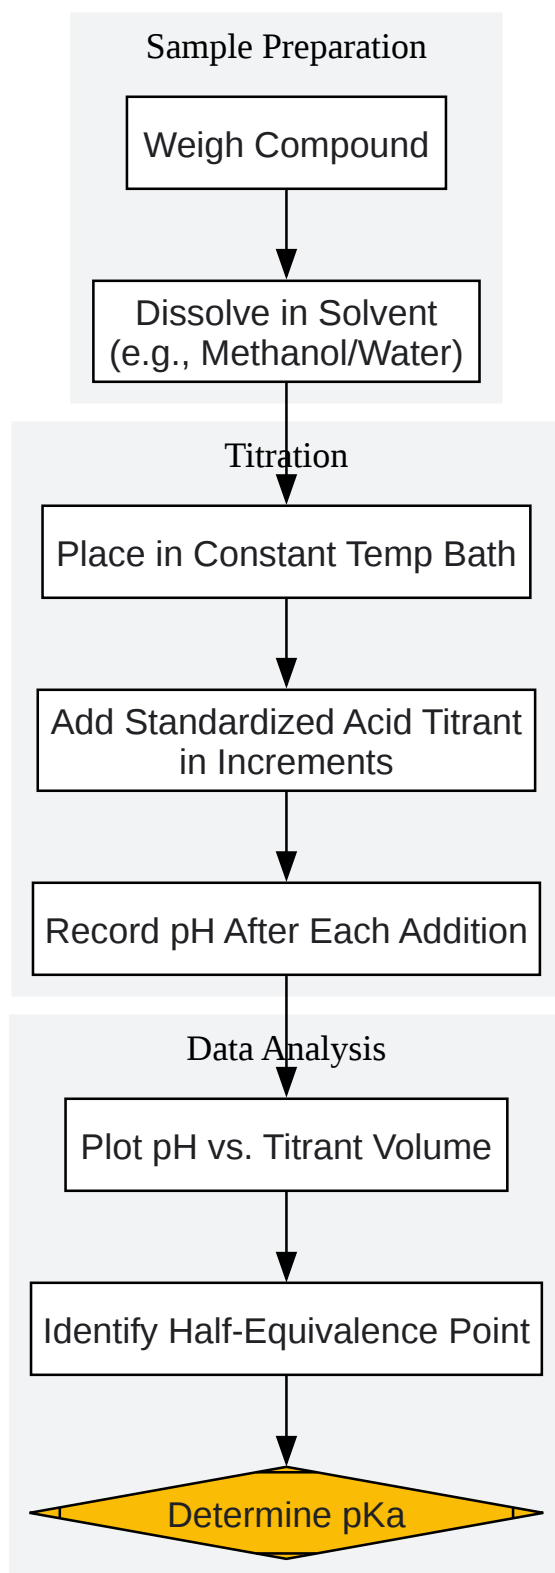 Sample Preparation
Weigh Compound
Dissolve in Solvent
(e.g., Methanol/Water)
Titration
Place in Constant Temp Bath
Add Standardized Acid Titrant
in Increments
Record pH After Each Addition
Data Analysis
Plot pH vs. Titrant Volume
Identify Half-Equivalence Point
Determine pKa